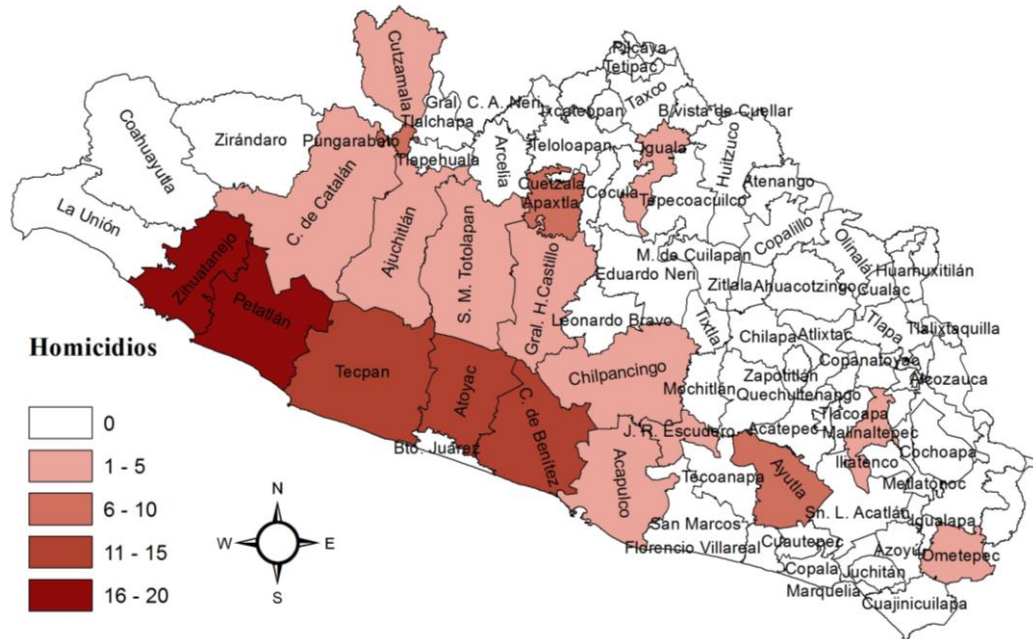 Pilcaya
Tetipac
Cutzamala
Taxco
Gral. C. A. Neri
Ixcateopan
B.vista de Cuellar
Tlalchapa
Coahuayutla
Zirándaro
Pungarabato
Tlapehuala
Arcelia
Teloloapan
Iguala
Huitzuco
Atenango
Cuetzala
Cocula
Tepecoacuilco
Apaxtla
La Unión
C. de Catalán
Ajuchitlán
S. M. Totolapan
Gral. H.Castillo
Copalillo
Olinalá
M. de Cuilapan
Eduardo Neri
Zitlala
Ahuacotzingo
Huamuxitilán
Cualac
Zihuatanejo
Petatlán
Leonardo Bravo
Tixtla
Chilapa
Atlixtac
Tlapa
Tlalixtaquilla
Homicidios
Tecpan
Atoyac
C. de Benítez
Chilpancingo
Mochitlán
Zapotitlán
Copanatoyac
Alcozauca
Quechultenango
0
Tlacoapa
Acatepec
Malinaltepec
J. R. Escudero
Bto. Juárez
Cochoapa
Iliatenco
1 - 5
Acapulco
Tecoanapa
Ayutla
Metlatonoc
6 - 10
N
Sn. L. Acatlán
San Marcos
Igualapa
W
E
Florencio Villareal
Cuautepec
Azoyú
Ometepec
11 - 15
Copala
Juchitán
S
Marquelia
16 - 20
Cuajinicuilapa